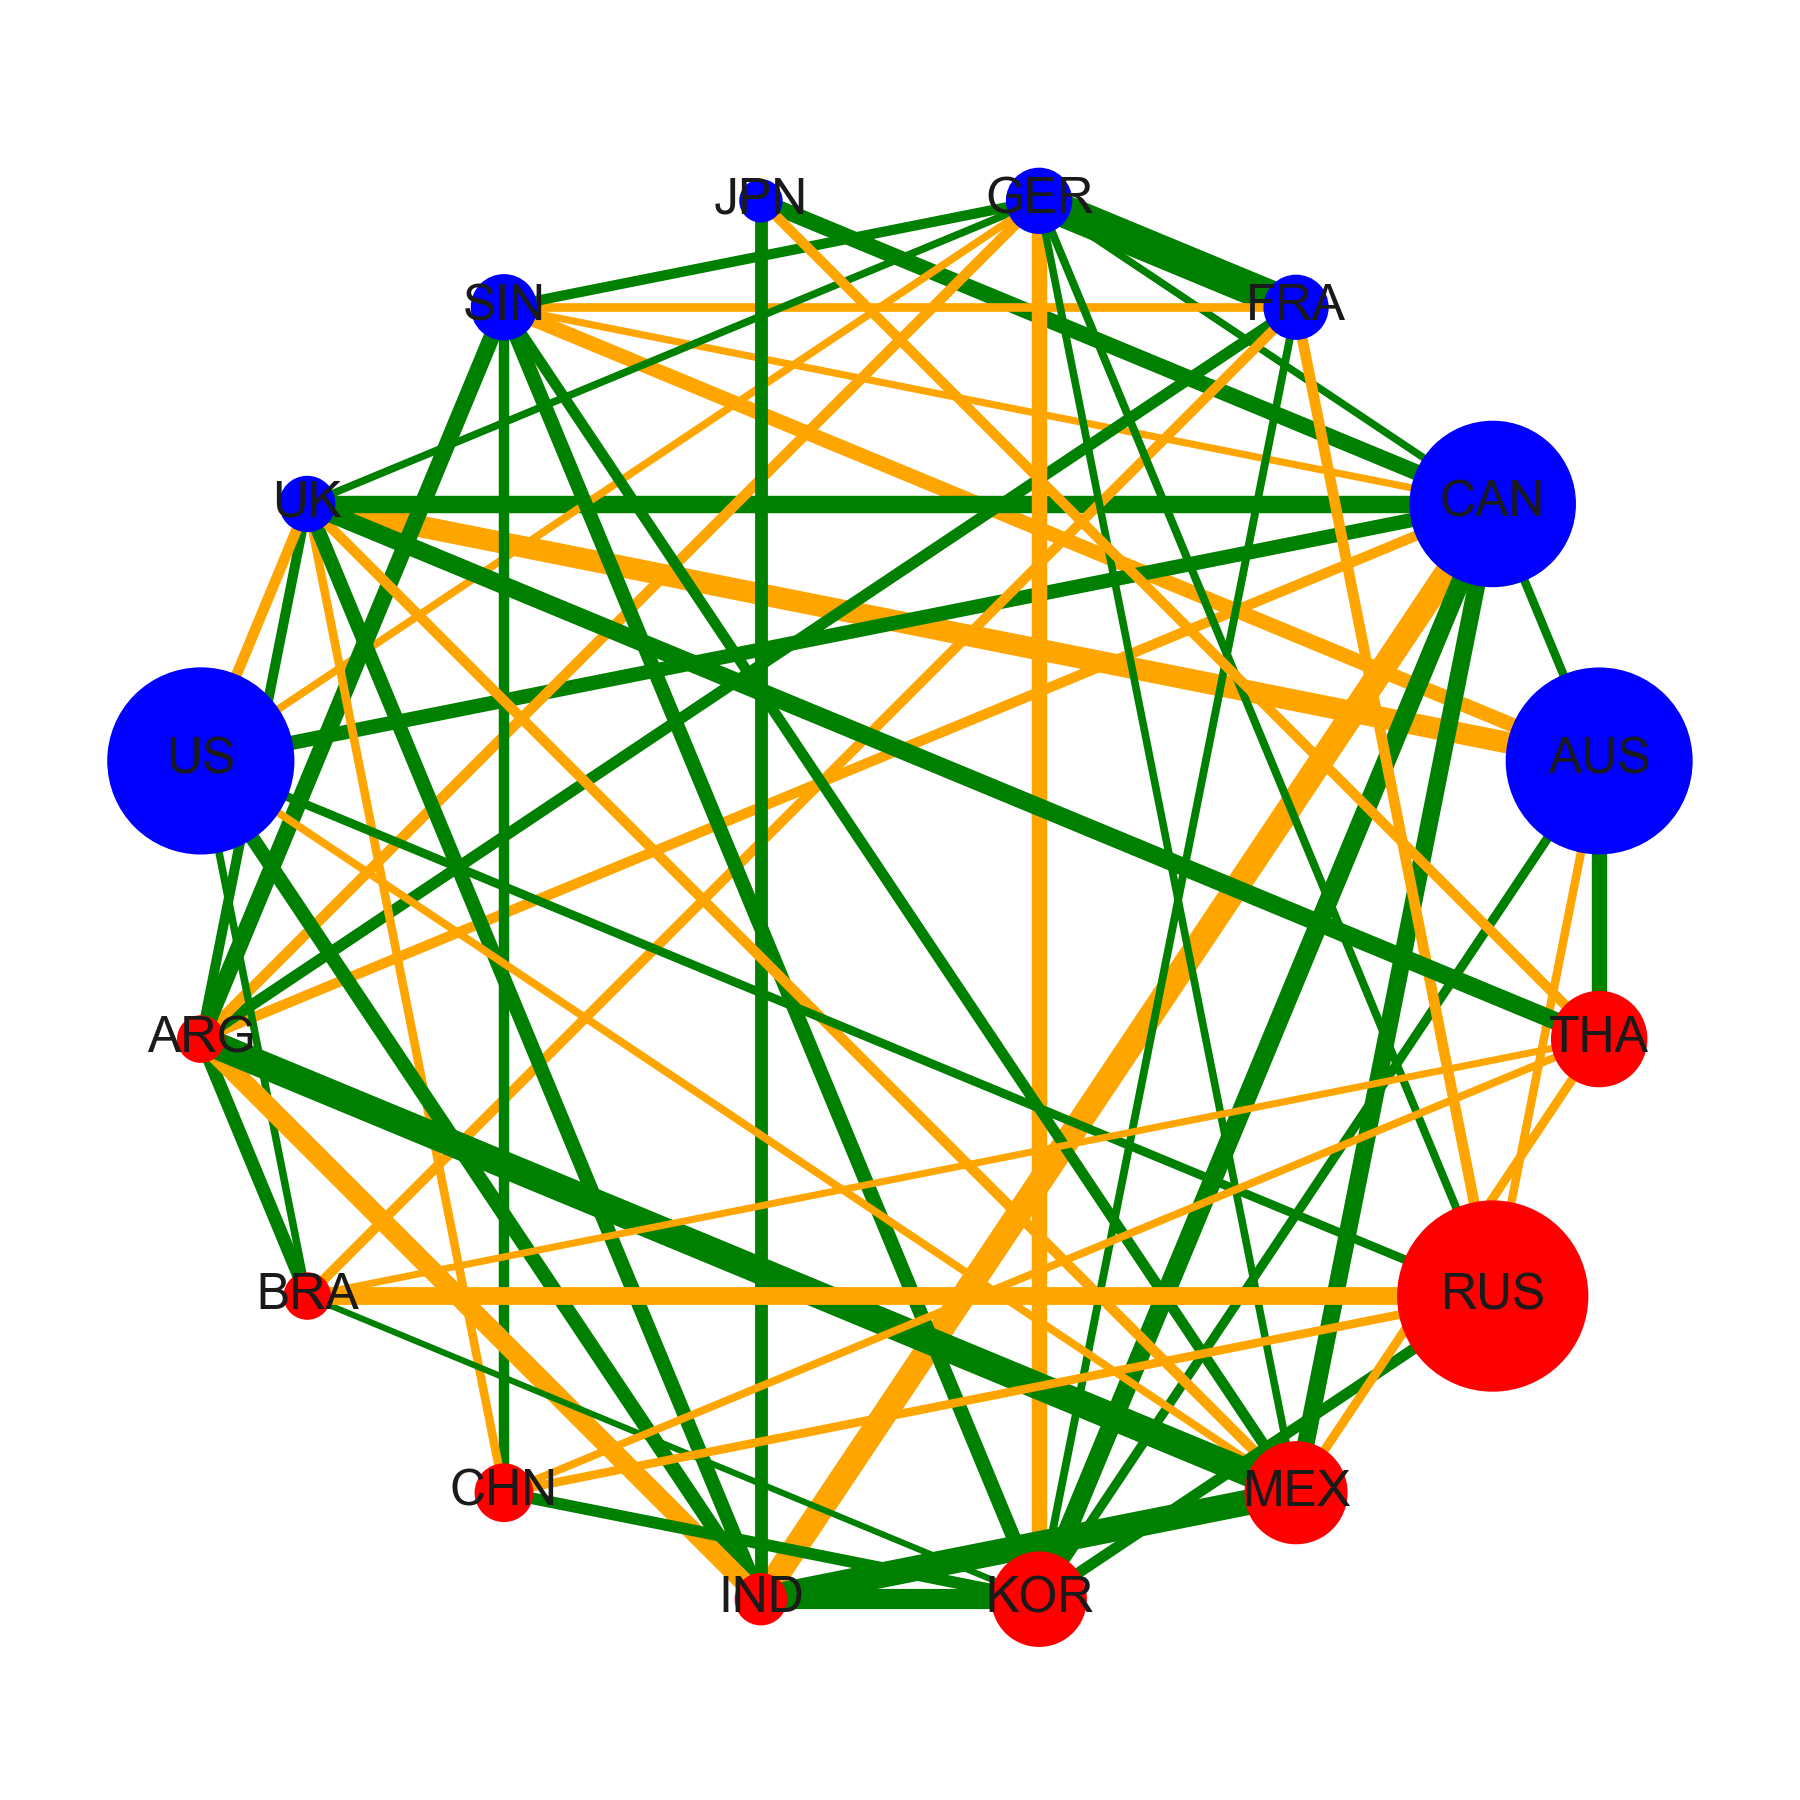 JPN
GER
SIN
FRA
UK
CAN
US
AUS
ARG
THA
BRA
RUS
CHN
MEX
IND
KOR